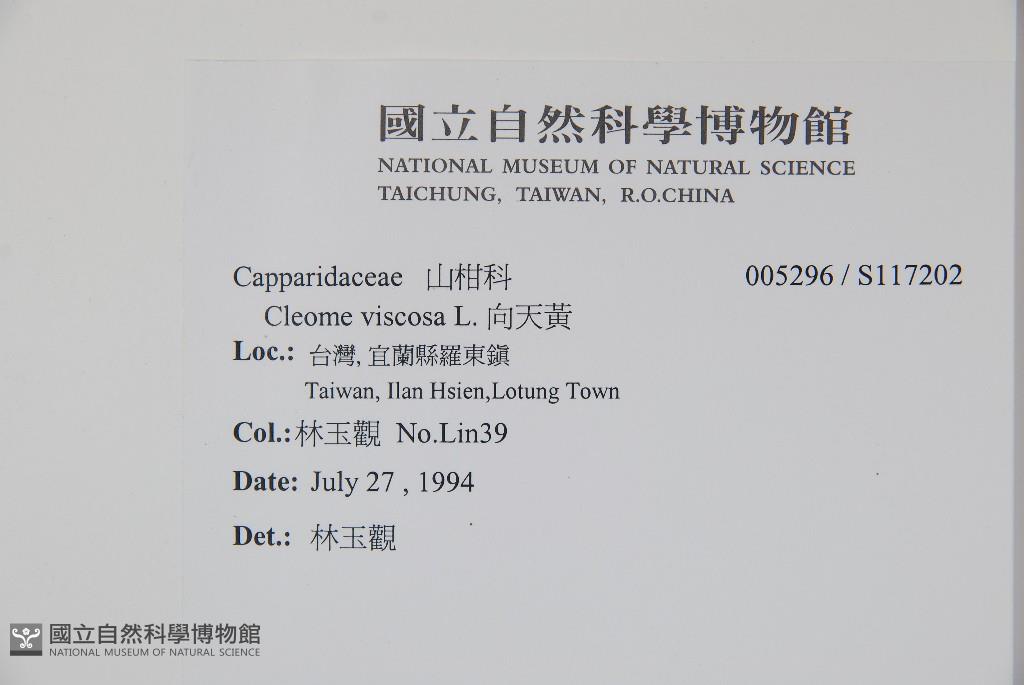 國立自然科學博物館
NATIONAL MUSEUM OF NATURAL SCIENCE
TAICHUNG, TAIWAN, R.O.CHINA
Capparidaceae 山柑科 005296 / S117202
Cleome viscosa L. 向天黃
Loc.: 台灣, 宜蘭縣羅東鎮
Taiwan, Ilan Hsien,Lotung Town
Col.:林玉觀 No.Lin39
Date: July 27 , 1994
Det.: 林玉觀
國立自然科學博物館
NATIONAL MUSEUM OF NATURAL SCIENCE